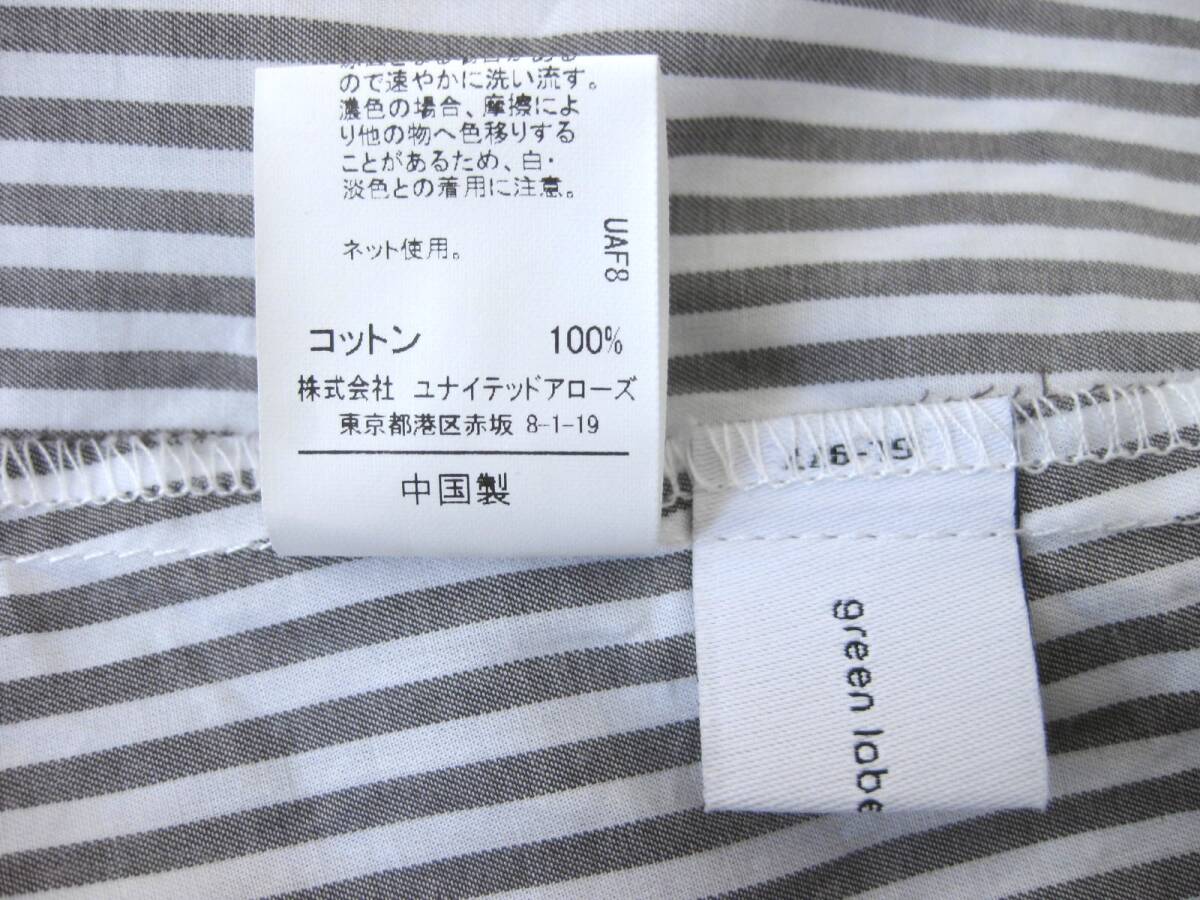 ので速やかに洗い流す。
濃色の場合、摩擦によ
り他の物へ色移りする
ことがあるため、白・
淡色との着用に注意。
ネット使用。
UAF8
コットン 100%
株式会社 ユナイテッドアローズ
東京都港区赤坂 8-1-19
中国製
green labe